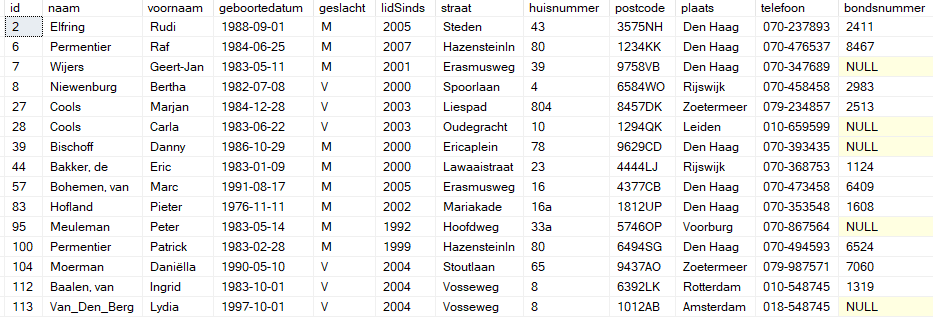 id naam voornaam geboortedatum geslacht lidSinds straat huisnummer postcode plaats telefoon bondsnummer
2 Elfring Rudi 1988-09-01 M 2005 Steden 43 3575NH Den Haag 070-237893 2411
6 Permentier Raf 1984-06-25 M 2007 Hazensteinln 80 1234KK Den Haag 070-476537 8467
7 Wijers Geert-Jan 1983-05-11 M 2001 Erasmusweg 39 9758VB Den Haag 070-347689 NULL
8 Niewenburg Bertha 1982-07-08 V 2000 Spoorlaan 4 6584WO Rijswijk 070-458458 2983
27 Cools Marjan 1984-12-28 V 2003 Liespad 804 8457DK Zoetermeer 079-234857 2513
28 Cools Carla 1983-06-22 V 2003 Oudegracht 10 1294QK Leiden 010-659599 NULL
39 Bischoff Danny 1986-10-29 M 2000 Ericaplein 78 9629CD Den Haag 070-393435 NULL
44 Bakker, de Eric 1983-01-09 M 2000 Lawaaistraat 23 4444LJ Rijswijk 070-368753 1124
57 Bohemen, van Marc 1991-08-17 M 2005 Erasmusweg 16 4377CB Den Haag 070-473458 6409
83 Hofland Pieter 1976-11-11 M 2002 Mariakade 16a 1812UP Den Haag 070-353548 1608
95 Meuleman Peter 1983-05-14 M 1992 Hoofdweg 33a 5746OP Voorburg 070-867564 NULL
100 Permentier Patrick 1983-02-28 M 1999 Hazensteinln 80 6494SG Den Haag 070-494593 6524
104 Moerman Daniëlla 1990-05-10 V 2004 Stoutlaan 65 9437AO Zoetermeer 079-987571 7060
112 Baalen, van Ingrid 1983-10-01 V 2004 Vosseweg 8 6392LK Rotterdam 010-548745 1319
113 Van_Den_Berg Lydia 1997-10-01 V 2004 Vosseweg 8 1012AB Amsterdam 018-548745 NULL